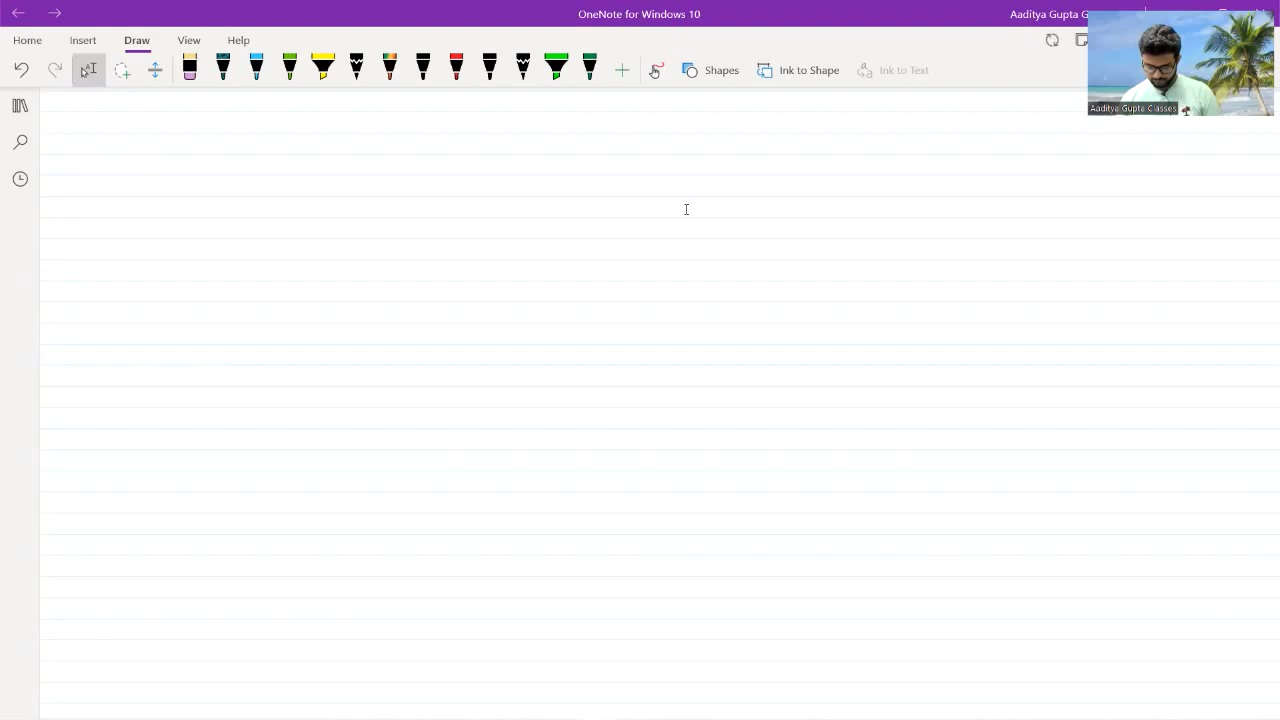 OneNote for Windows 10
Aaditya Gupta G
Home Insert Draw View Help
Shapes Ink to Shape Ink to Text
Aaditya Gupta Classes